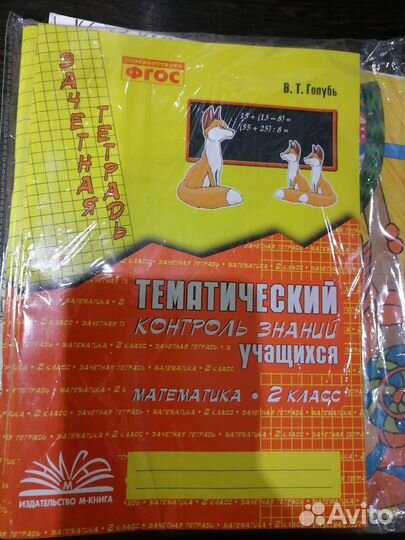 СООТВЕТСТВУЕТ
ФГОС
В. Т. Голубь
ЗАЧЕТНАЯ
ТЕТРАДЬ
15 + (13 – 8) =
(55 + 25) : 8 =
ТЕМАТИЧЕСКИЙ
КОНТРОЛЬ ЗНАНИЙ
УЧАЩИХСЯ
МАТЕМАТИКА • 2 КЛАСС
М
ИЗДАТЕЛЬСТВО М-КНИГА
Avito